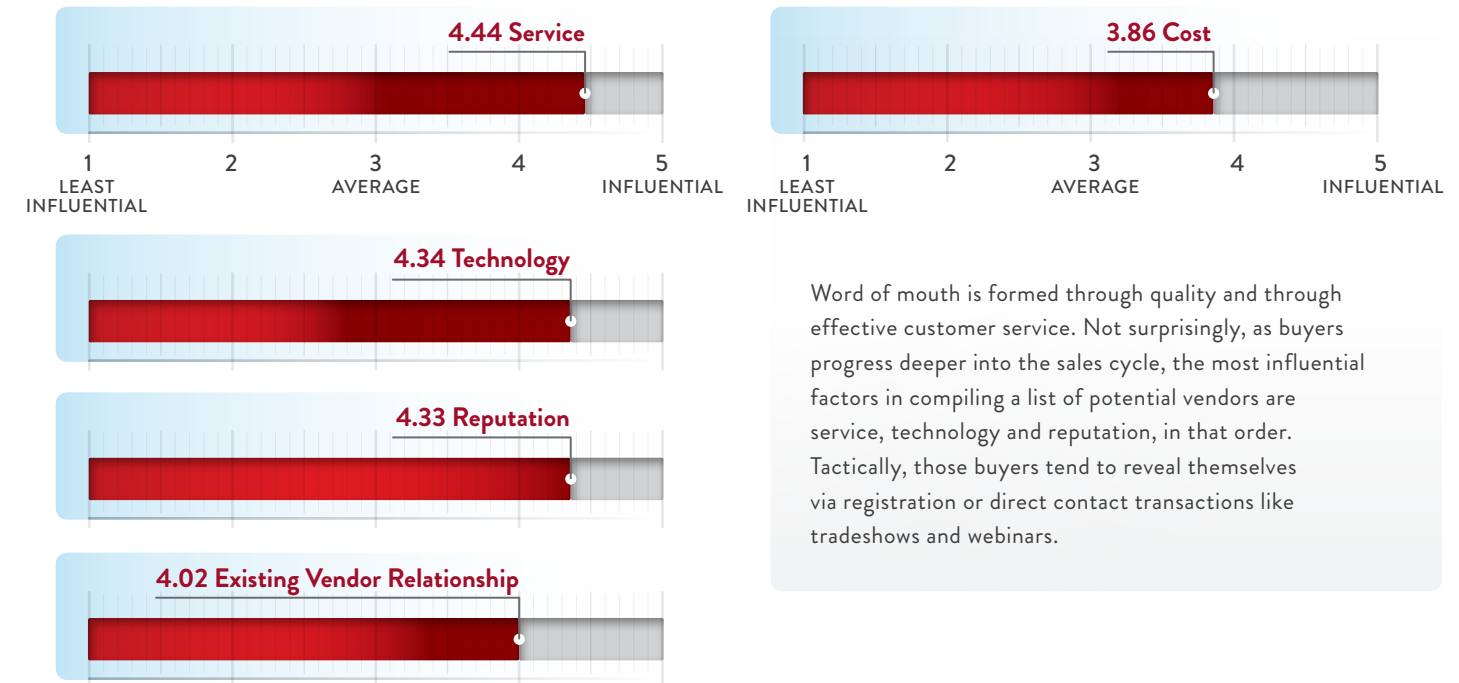 4.44 Service
1 2 3 4 5
LEAST
INFLUENTIAL
AVERAGE
INFLUENTIAL
4.34 Technology
4.33 Reputation
4.02 Existing Vendor Relationship
3.86 Cost
1 2 3 4 5
LEAST
INFLUENTIAL
AVERAGE
INFLUENTIAL
Word of mouth is formed through quality and through
effective customer service. Not surprisingly, as buyers
progress deeper into the sales cycle, the most influential
factors in compiling a list of potential vendors are
service, technology and reputation, in that order.
Tactically, those buyers tend to reveal themselves
via registration or direct contact transactions like
tradeshows and webinars.